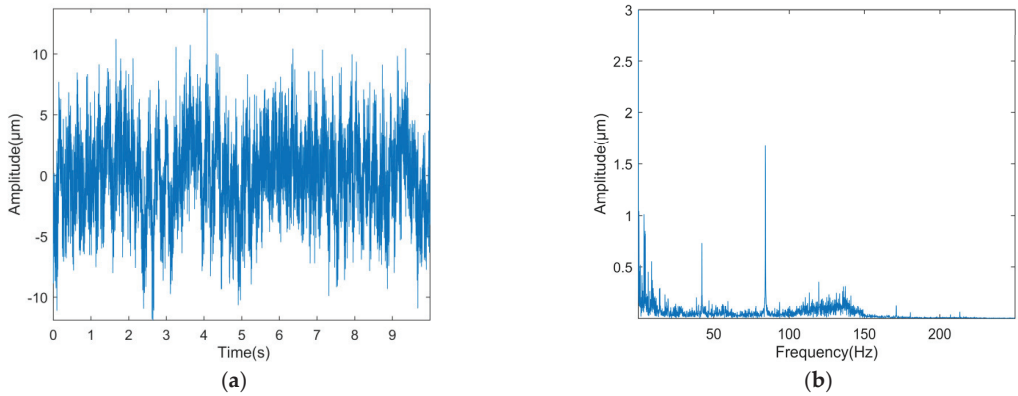 10
5
0
-5
-10
Amplitude(μm)
0 1 2 3 4 5 6 7 8 9
Time(s)
(a)
3
2.5
2
1.5
1
0.5
Amplitude(μm)
50 100 150 200
Frequency(Hz)
(b)